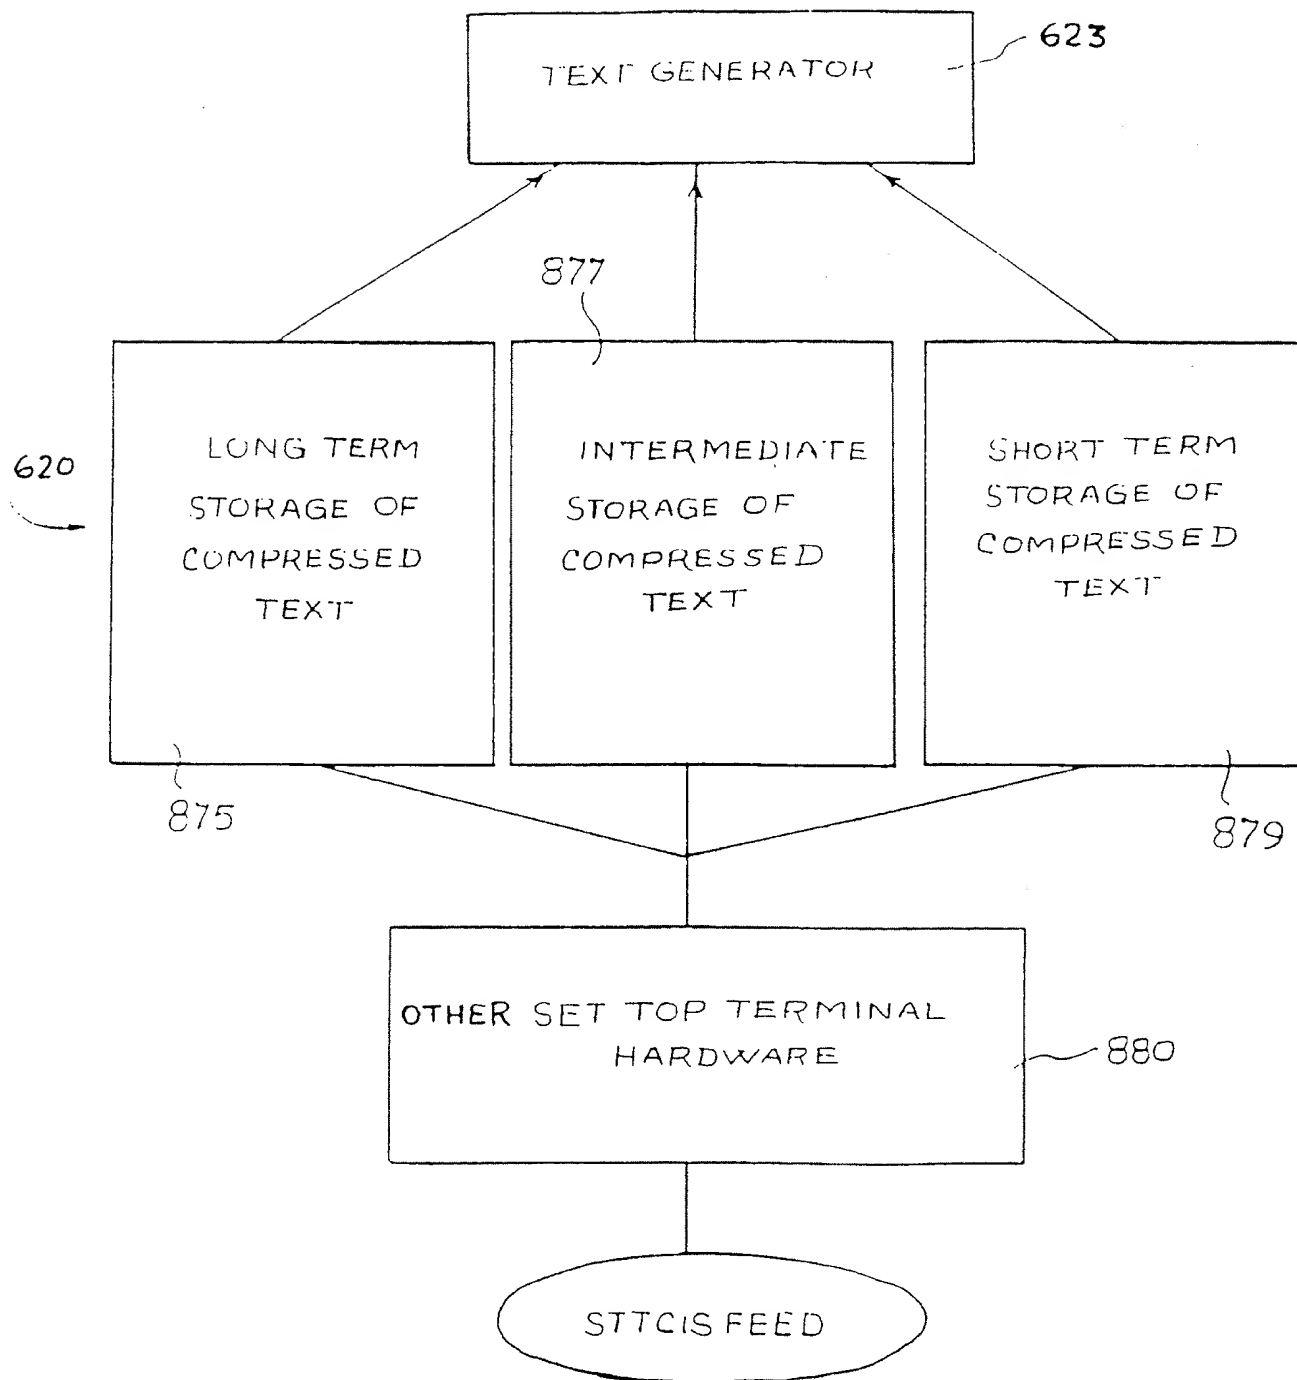 623
TEXT GENERATOR
877
620
LONG TERM
STORAGE OF
COMPRESSED
TEXT
INTERMEDIATE
STORAGE OF
COMPRESSED
TEXT
SHORT TERM
STORAGE OF
COMPRESSED
TEXT
875
879
OTHER SET TOP TERMINAL
HARDWARE
880
STTCIS FEED